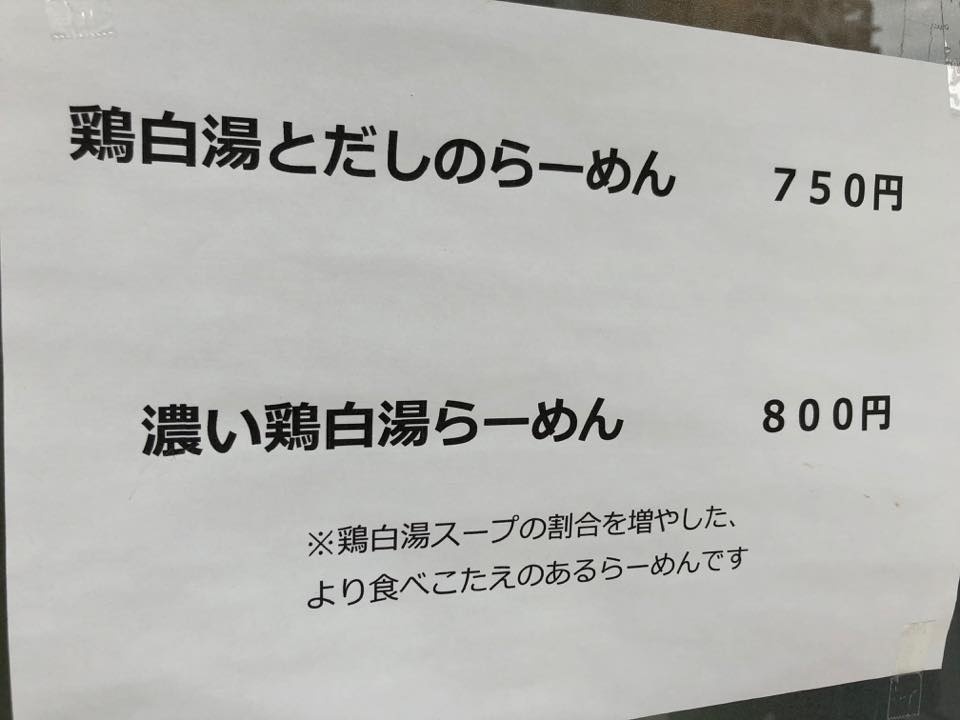 鶏白湯とだしのらーめん ７５０円
濃い鶏白湯らーめん ８００円
※鶏白湯スープの割合を増やした、
より食べこたえのあるらーめんです